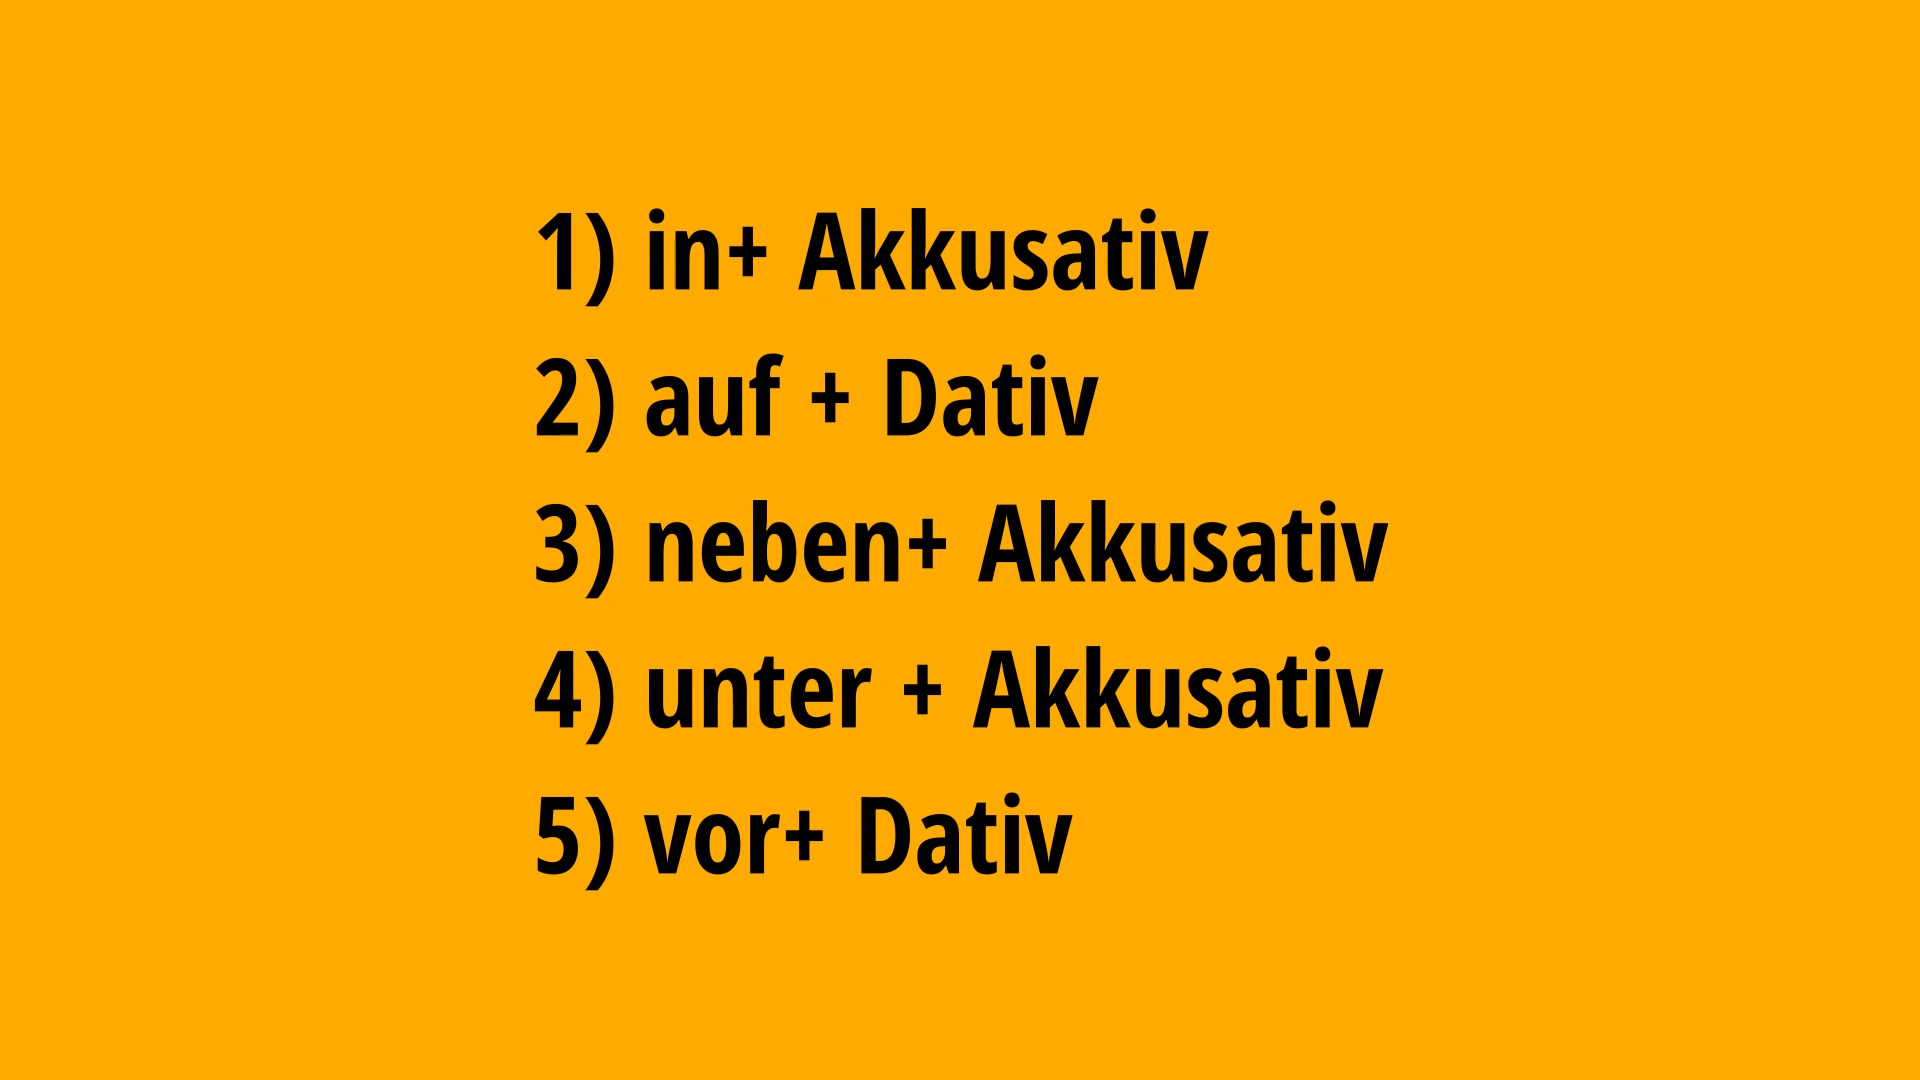 1) in+ Akkusativ
2) auf + Dativ
3) neben+ Akkusativ
4) unter + Akkusativ
5) vor+ Dativ